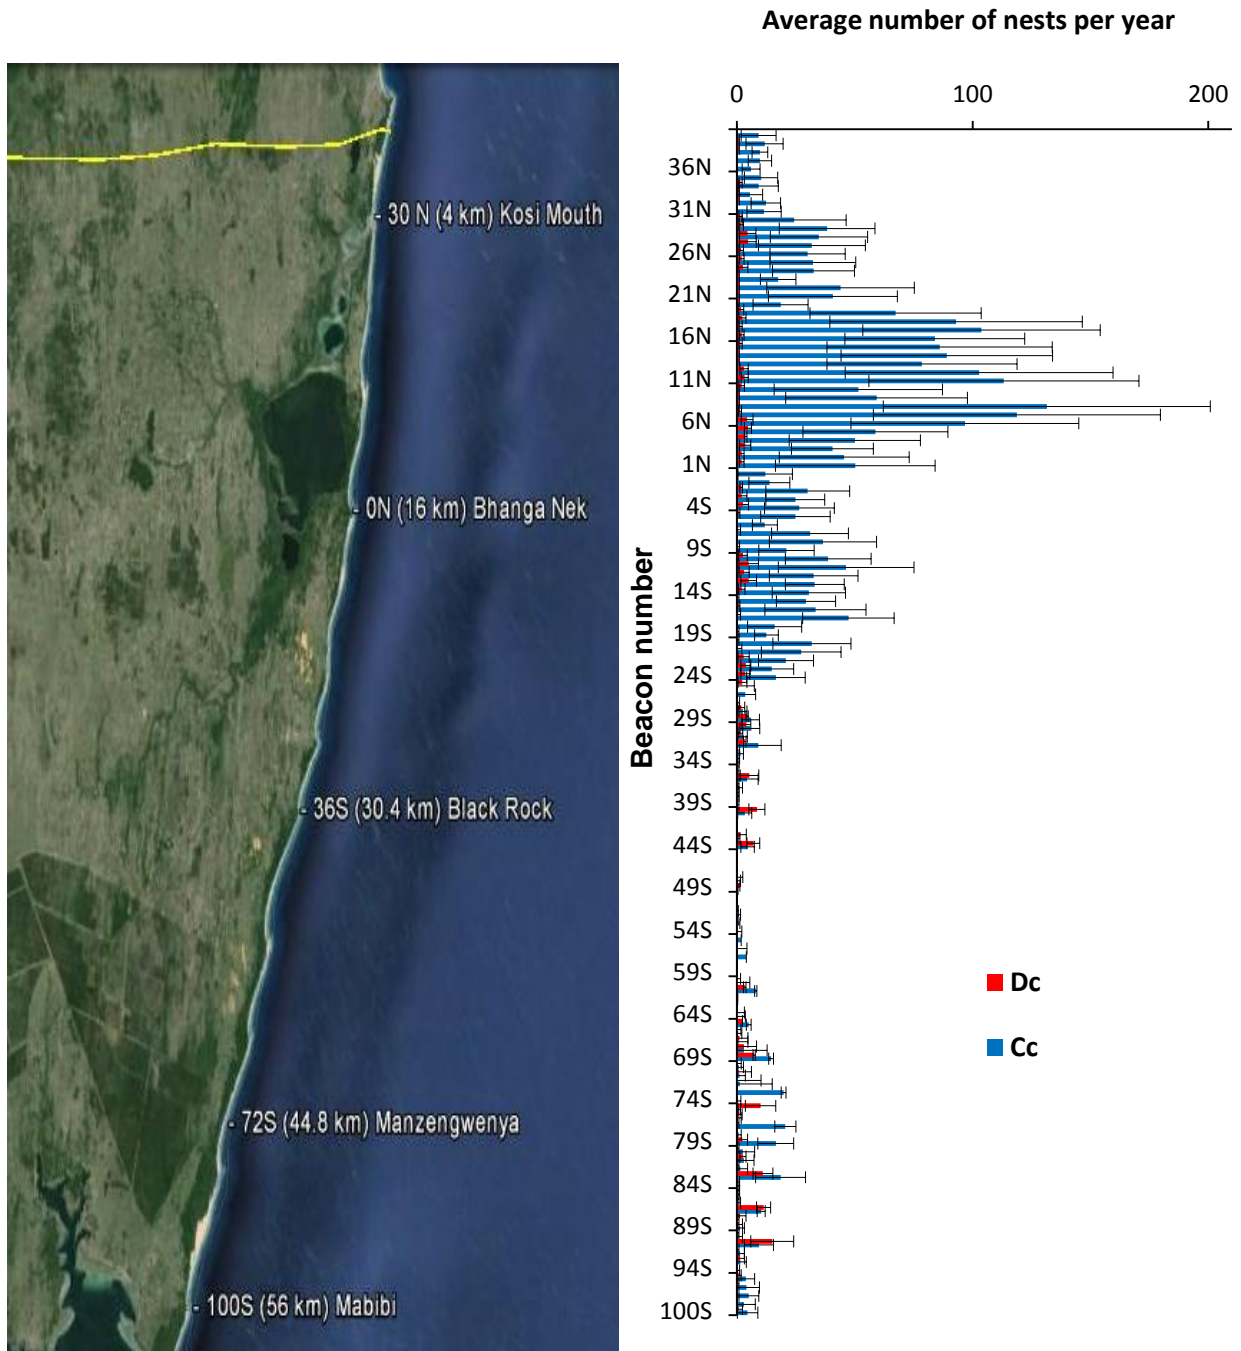 Average number of nests per year
0 100 200
- 30 N (4 km) Kosi Mouth
- 0N (16 km) Bhanga Nek
- 36S (30.4 km) Black Rock
- 72S (44.8 km) Manzengwenya
- 100S (56 km) Mabibi
Beacon number
36N
31N
26N
21N
16N
11N
6N
1N
4S
9S
14S
19S
24S
29S
34S
39S
44S
49S
54S
59S
64S
69S
74S
79S
84S
89S
94S
100S
Dc
Cc